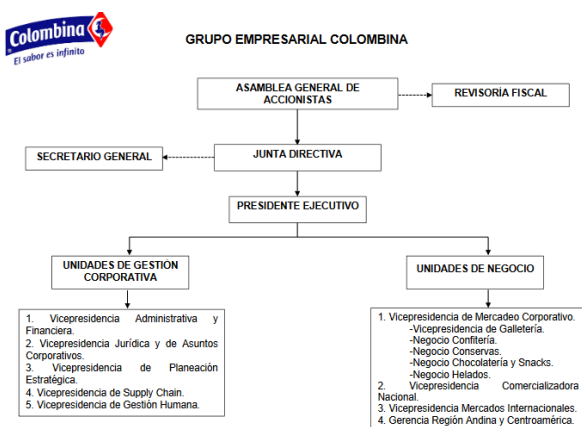 Colombina
El sabor es infinito
GRUPO EMPRESARIAL COLOMBINA
ASAMBLEA GENERAL DE
ACCIONISTAS
REVISORÍA FISCAL
SECRETARIO GENERAL
JUNTA DIRECTIVA
PRESIDENTE EJECUTIVO
UNIDADES DE GESTIÓN
CORPORATIVA
UNIDADES DE NEGOCIO
1. Vicepresidencia Administrativa y
Financiera.
2. Vicepresidencia Jurídica y de Asuntos
Corporativos.
3. Vicepresidencia de Planeación
Estratégica.
4. Vicepresidencia de Supply Chain.
5. Vicepresidencia de Gestión Humana.
1. Vicepresidencia de Mercadeo Corporativo.
-Vicepresidencia de Galletería.
-Negocio Confitería.
-Negocio Conservas.
-Negocio Chocolatería y Snacks.
-Negocio Helados.
2. Vicepresidencia Comercializadora
Nacional.
3. Vicepresidencia Mercados Internacionales.
4. Gerencia Región Andina y Centroamérica.